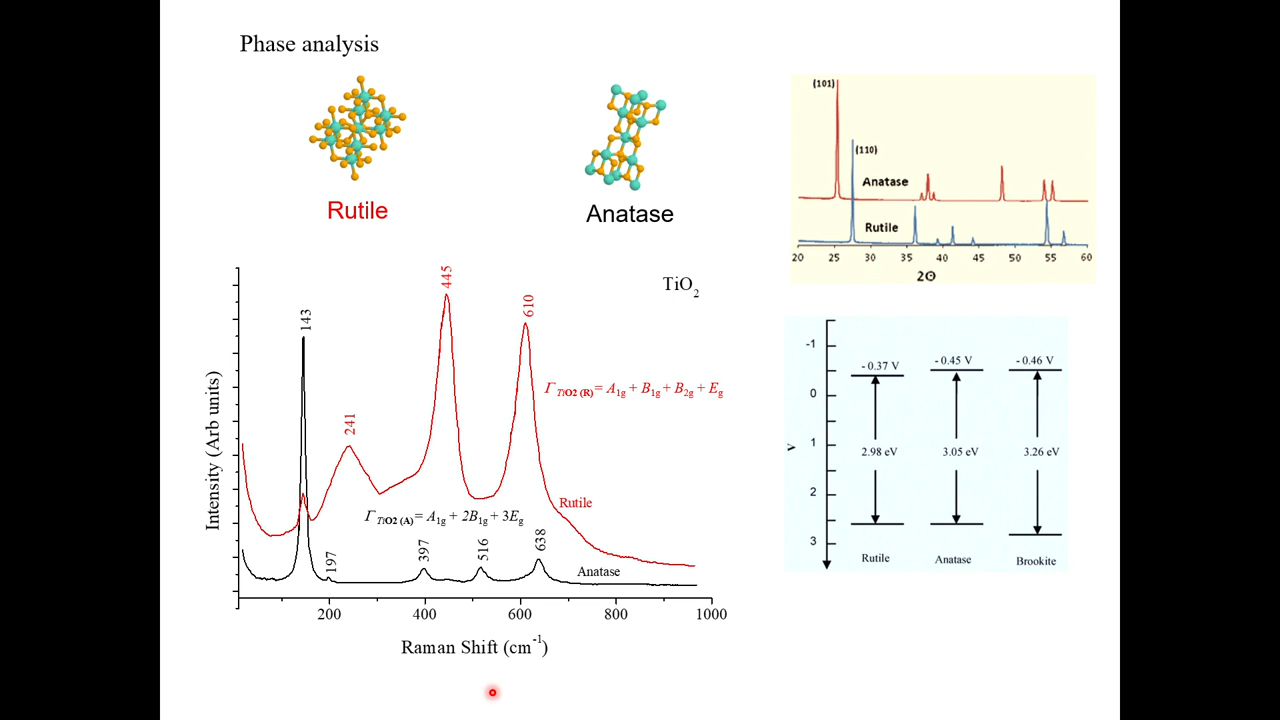 Phase analysis
Rutile
Anatase
TiO2
445
610
143
241
Γ TiO2 (R) = A1g + B1g + B2g + Eg
Rutile
Γ TiO2 (A) = A1g + 2B1g + 3Eg
197
397
516
638
Anatase
Intensity (Arb units)
200 400 600 800 1000
Raman Shift (cm-1)
(101)
(110)
Anatase
Rutile
20 25 30 35 40 45 50 55 60
2Θ
-1
0
1
2
3
V
- 0.37 V - 0.45 V - 0.46 V
2.98 eV 3.05 eV 3.26 eV
Rutile Anatase Brookite